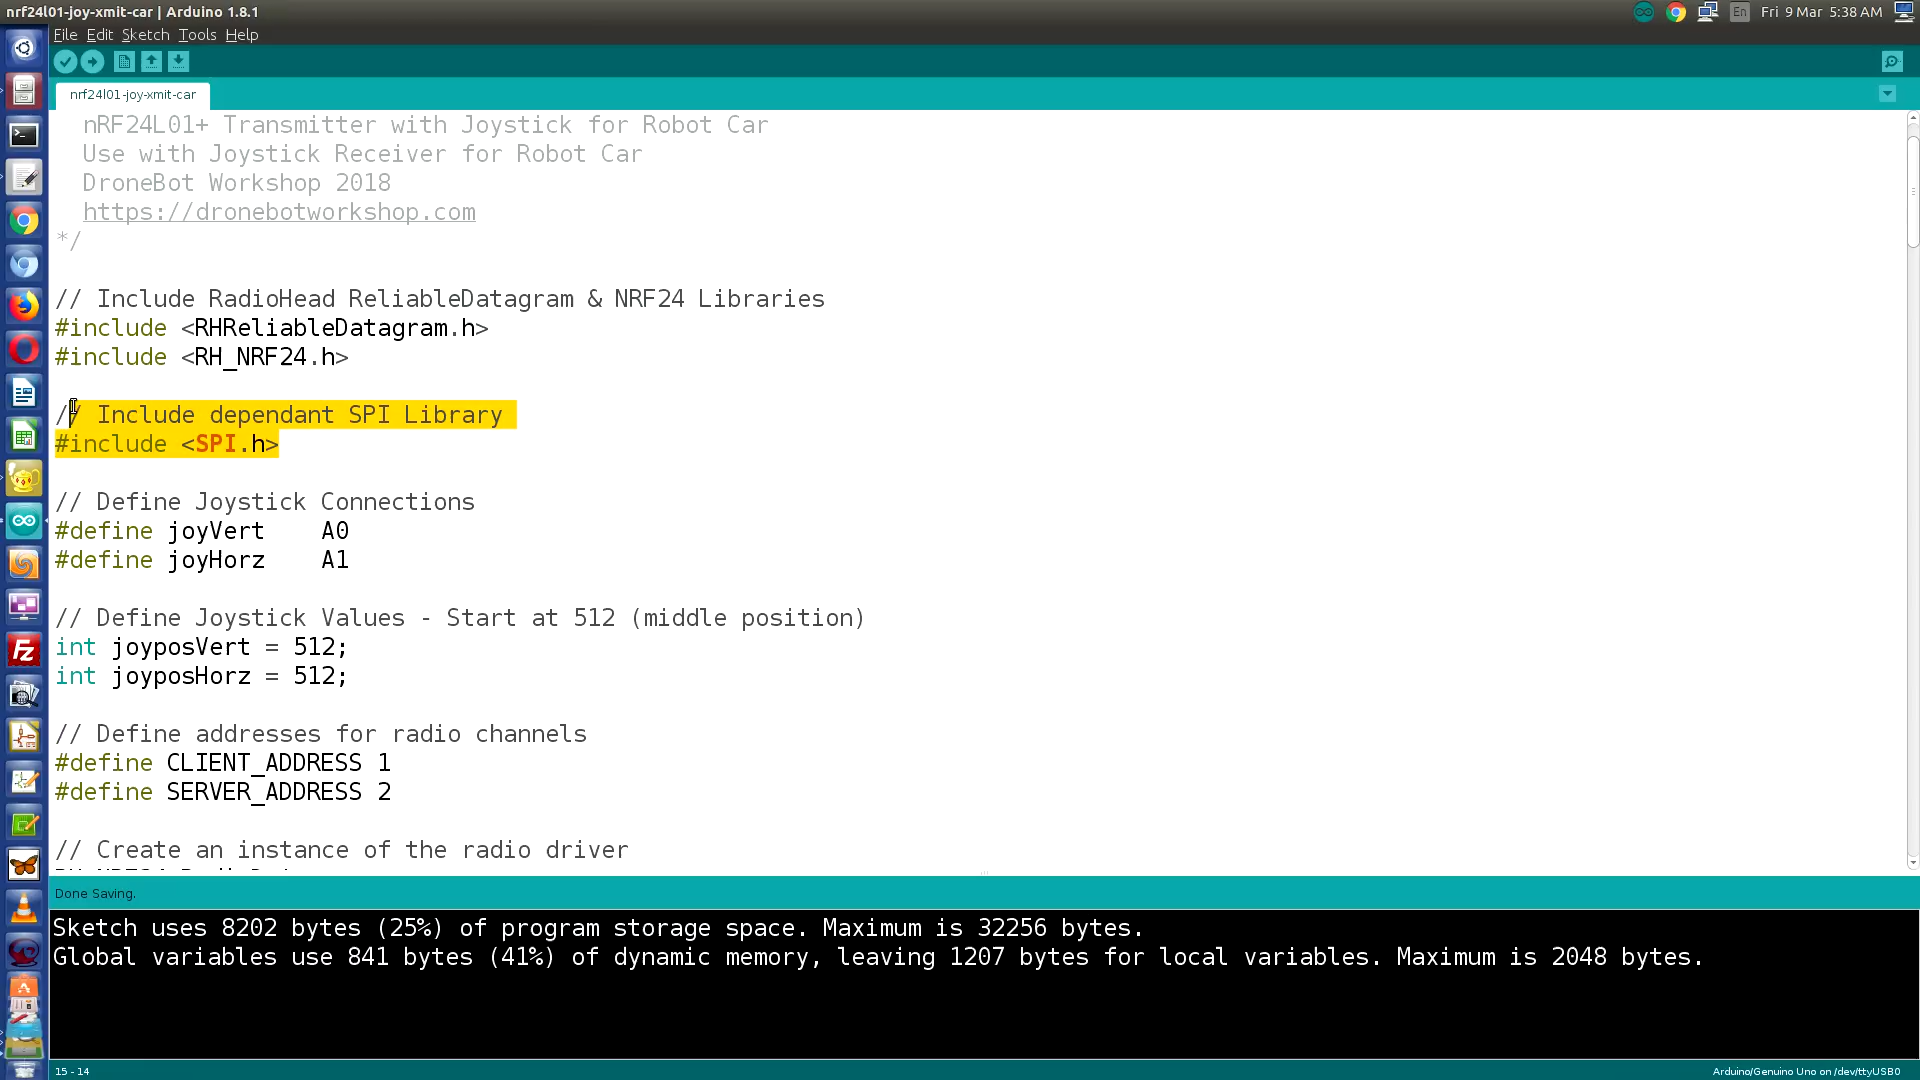 nrf24l01-joy-xmit-car | Arduino 1.8.1
En Fri 9 Mar 5:38 AM
File Edit Sketch Tools Help
nrf24l01-joy-xmit-car
nRF24L01+ Transmitter with Joystick for Robot Car
Use with Joystick Receiver for Robot Car
DroneBot Workshop 2018
https://dronebotworkshop.com
*/
// Include RadioHead ReliableDatagram & NRF24 Libraries
#include <RHReliableDatagram.h>
#include <RH_NRF24.h>
// Include dependant SPI Library
#include <SPI.h>
// Define Joystick Connections
#define joyVert    A0
#define joyHorz    A1
// Define Joystick Values - Start at 512 (middle position)
int joyposVert = 512;
int joyposHorz = 512;
// Define addresses for radio channels
#define CLIENT_ADDRESS 1
#define SERVER_ADDRESS 2
// Create an instance of the radio driver
Done Saving.
Sketch uses 8202 bytes (25%) of program storage space. Maximum is 32256 bytes.
Global variables use 841 bytes (41%) of dynamic memory, leaving 1207 bytes for local variables. Maximum is 2048 bytes.
15 - 14
Arduino/Genuino Uno on /dev/ttyUSB0
Fz